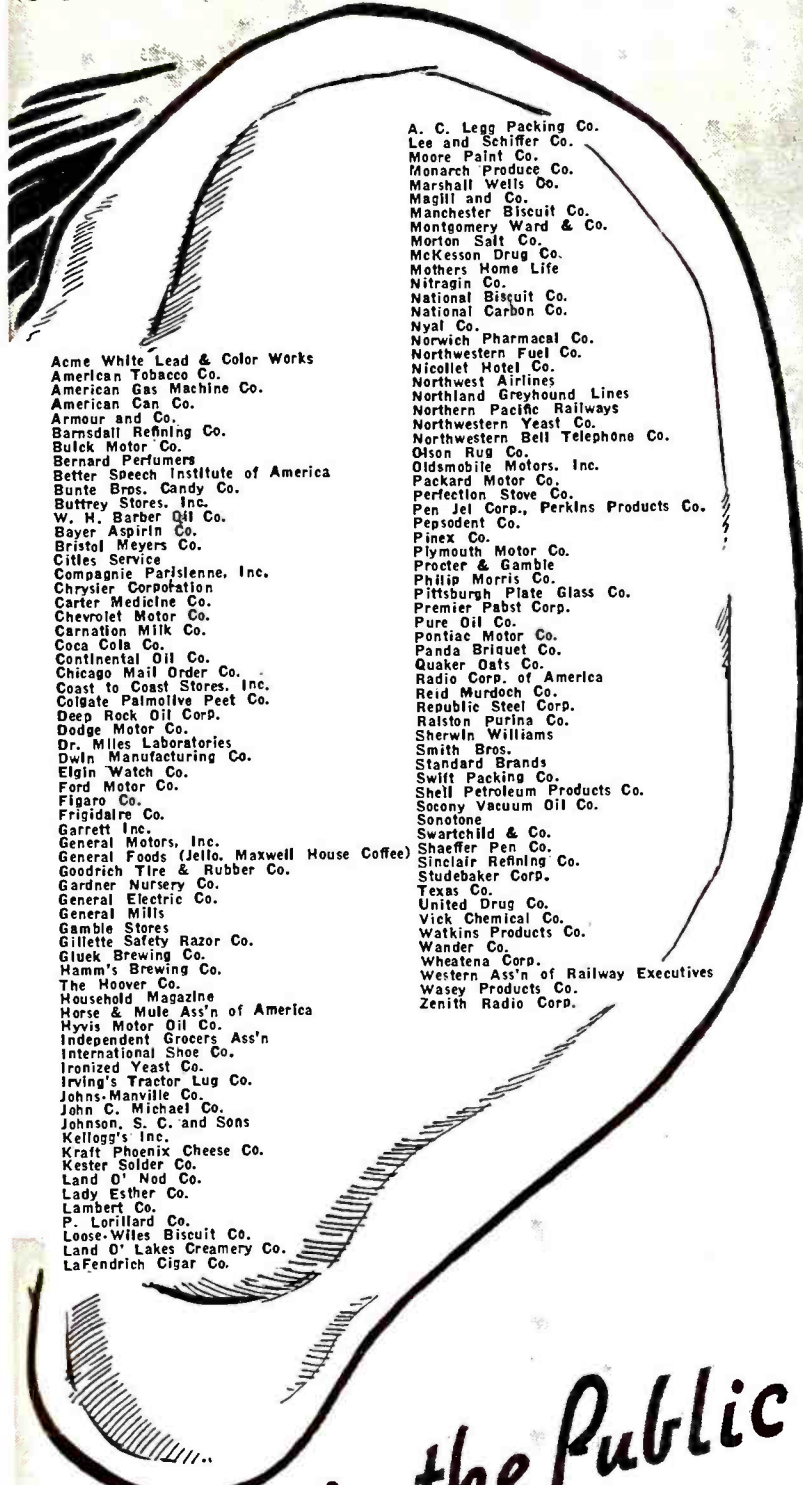 Acme White Lead & Color Works
American Tobacco Co.
American Gas Machine Co.
American Can Co.
Armour and Co.
Barnsdall Refining Co.
Buick Motor Co.
Bernard Perfumers
Better Speech Institute of America
Bunte Bros. Candy Co.
Buttrey Stores, Inc.
W. H. Barber Oil Co.
Bayer Aspirin Co.
Bristol Meyers Co.
Cities Service
Compagnie Parisienne, Inc.
Chrysler Corporation
Carter Medicine Co.
Chevrolet Motor Co.
Carnation Milk Co.
Coca Cola Co.
Continental Oil Co.
Chicago Mail Order Co.
Coast to Coast Stores, Inc.
Colgate Palmolive Peet Co.
Deep Rock Oil Corp.
Dodge Motor Co.
Dr. Miles Laboratories
Dwin Manufacturing Co.
Elgin Watch Co.
Ford Motor Co.
Figaro Co.
Frigidaire Co.
Garrett Inc.
General Motors, Inc.
General Foods (Jello, Maxwell House Coffee)
Goodrich Tire & Rubber Co.
Gardner Nursery Co.
General Electric Co.
General Mills
Gamble Stores
Gillette Safety Razor Co.
Gluek Brewing Co.
Hamm's Brewing Co.
The Hoover Co.
Household Magazine
Horse & Mule Ass'n of America
Hyvis Motor Oil Co.
Independent Grocers Ass'n
International Shoe Co.
Ironized Yeast Co.
Irving's Tractor Lug Co.
Johns-Manville Co.
John C. Michael Co.
Johnson, S. C. and Sons
Kellogg's Inc.
Kraft Phoenix Cheese Co.
Kester Solder Co.
Land O' Nod Co.
Lady Esther Co.
Lambert Co.
P. Lorillard Co.
Loose-Wiles Biscuit Co.
Land O' Lakes Creamery Co.
LaFendrich Cigar Co.
A. C. Legg Packing Co.
Lee and Schiffer Co.
Moore Paint Co.
Monarch Produce Co.
Marshall Wells Co.
Magill and Co.
Manchester Biscuit Co.
Montgomery Ward & Co.
Morton Salt Co.
McKesson Drug Co.
Mothers Home Life
Nitragin Co.
National Biscuit Co.
National Carbon Co.
Nyal Co.
Norwich Pharmacal Co.
Northwestern Fuel Co.
Nicollet Hotel Co.
Northwest Airlines
Northland Greyhound Lines
Northern Pacific Railways
Northwestern Yeast Co.
Northwestern Bell Telephone Co.
Olson Rug Co.
Oldsmobile Motors, Inc.
Packard Motor Co.
Perfection Stove Co.
Pen Jel Corp., Perkins Products Co.
Pepsodent Co.
Pinex Co.
Plymouth Motor Co.
Procter & Gamble
Philip Morris Co.
Pittsburgh Plate Glass Co.
Premier Pabst Corp.
Pure Oil Co.
Pontiac Motor Co.
Panda Briquet Co.
Quaker Oats Co.
Radio Corp. of America
Reid Murdoch Co.
Republic Steel Corp.
Ralston Purina Co.
Sherwin Williams
Smith Bros.
Standard Brands
Swift Packing Co.
Shell Petroleum Products Co.
Socony Vacuum Oil Co.
Sonotone
Swartchild & Co.
Shaeffer Pen Co.
Sinclair Refining Co.
Studebaker Corp.
Texas Co.
United Drug Co.
Vick Chemical Co.
Watkins Products Co.
Wander Co.
Wheatena Corp.
Western Ass'n of Railway Executives
Wasey Products Co.
Zenith Radio Corp.
the Public